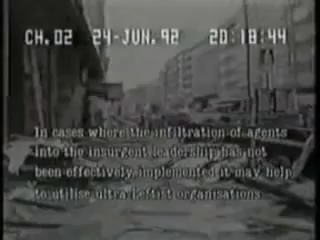 CH.02 24-JUN.92 20:18:44
In cases where the infiltration of agents
into the insurgent leadership has not
been effectively implemented it may help
to utilise ultra-leftist organisations.